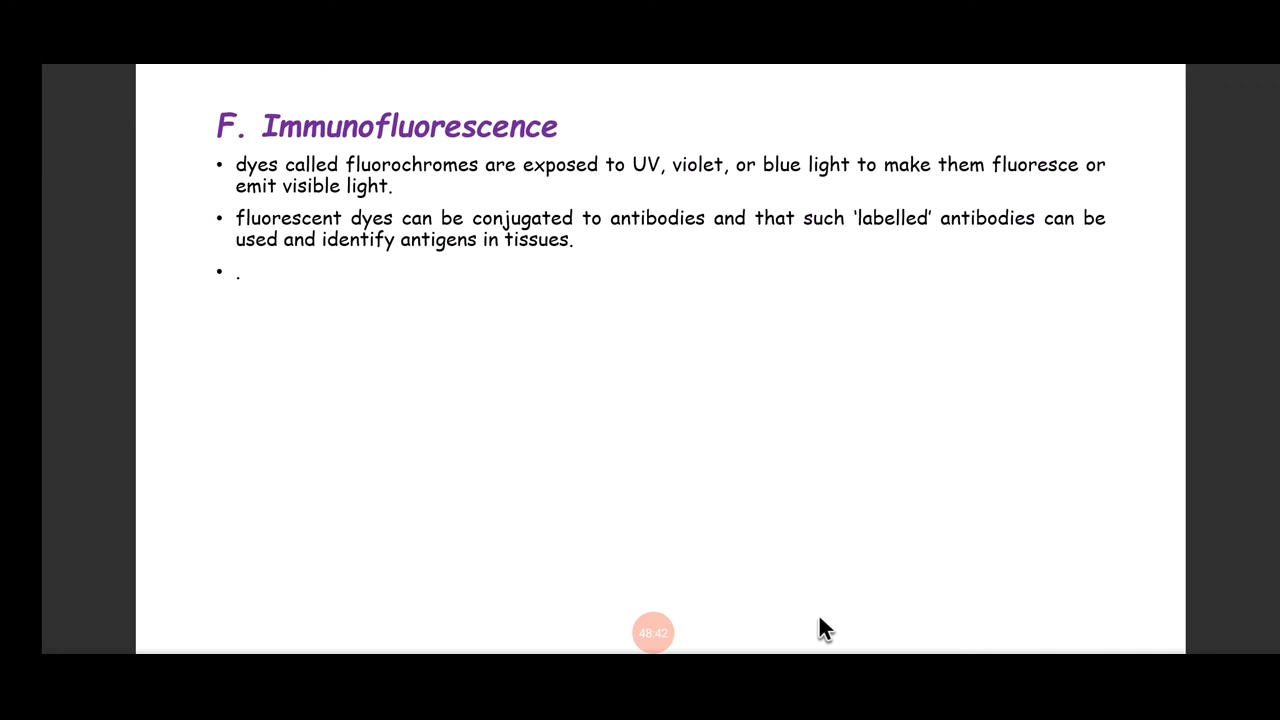 F. Immunofluorescence
• dyes called fluorochromes are exposed to UV, violet, or blue light to make them fluoresce or
emit visible light.
• fluorescent dyes can be conjugated to antibodies and that such ‘labelled’ antibodies can be
used and identify antigens in tissues.
• .
48:42